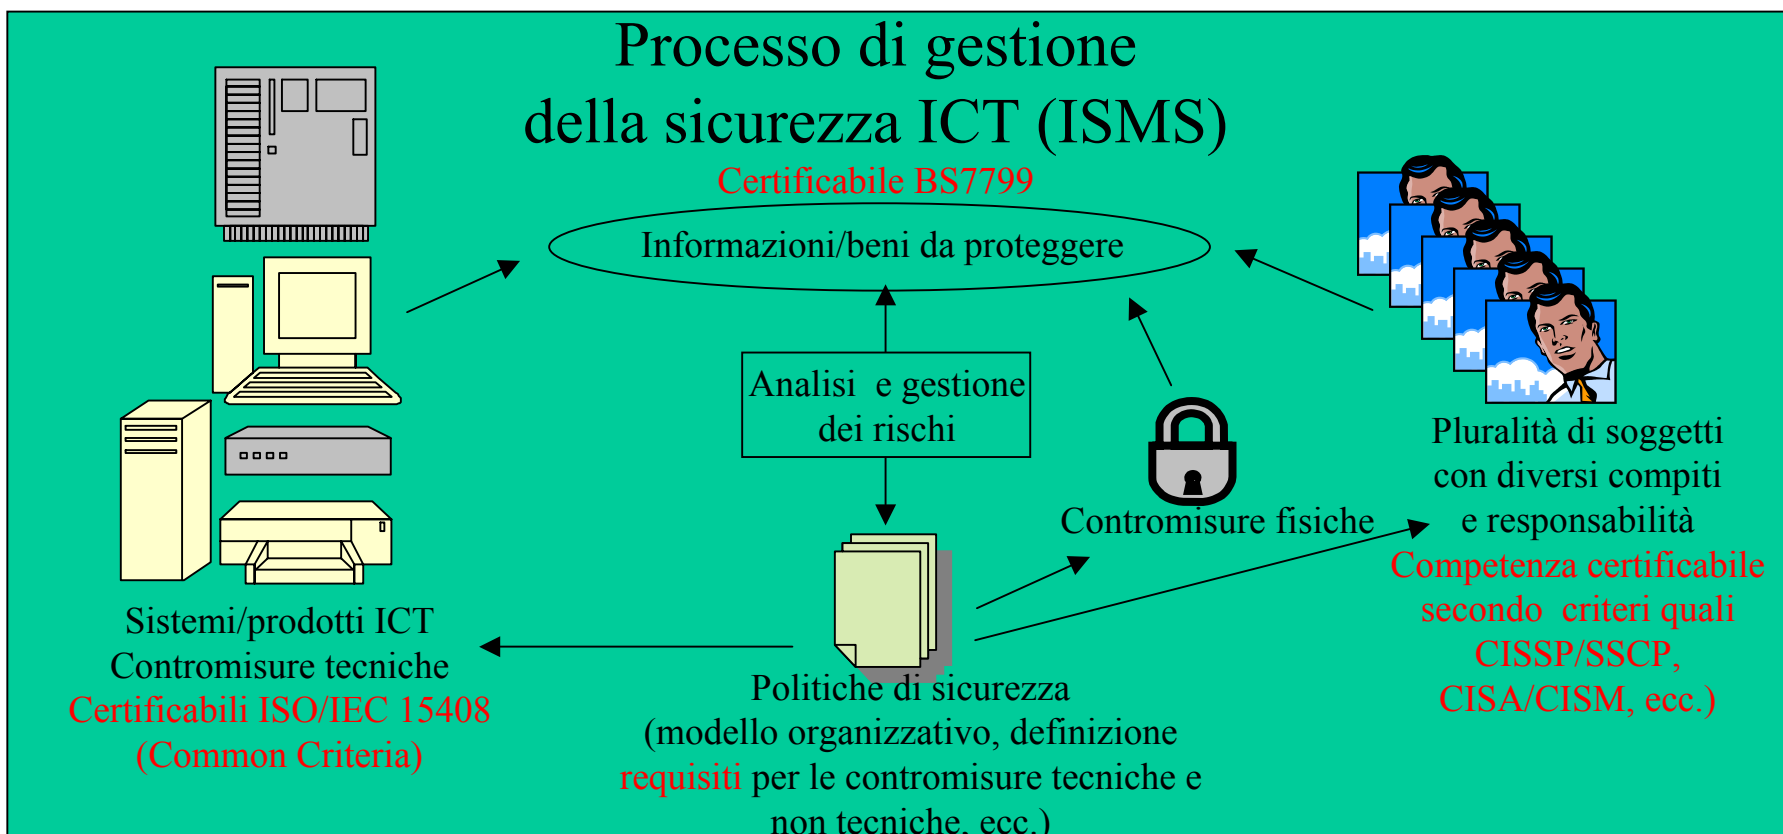 Processo di gestione
della sicurezza ICT (ISMS)
Certificabile BS7799
Informazioni/beni da proteggere
Analisi e gestione
dei rischi
Contromisure fisiche
Pluralità di soggetti
con diversi compiti
e responsabilità
Competenza certificabile
secondo criteri quali
CISSP/SSCP,
CISA/CISM, ecc.)
Sistemi/prodotti ICT
Contromisure tecniche
Certificabili ISO/IEC 15408
(Common Criteria)
Politiche di sicurezza
(modello organizzativo, definizione
requisiti per le contromisure tecniche e
non tecniche, ecc.)